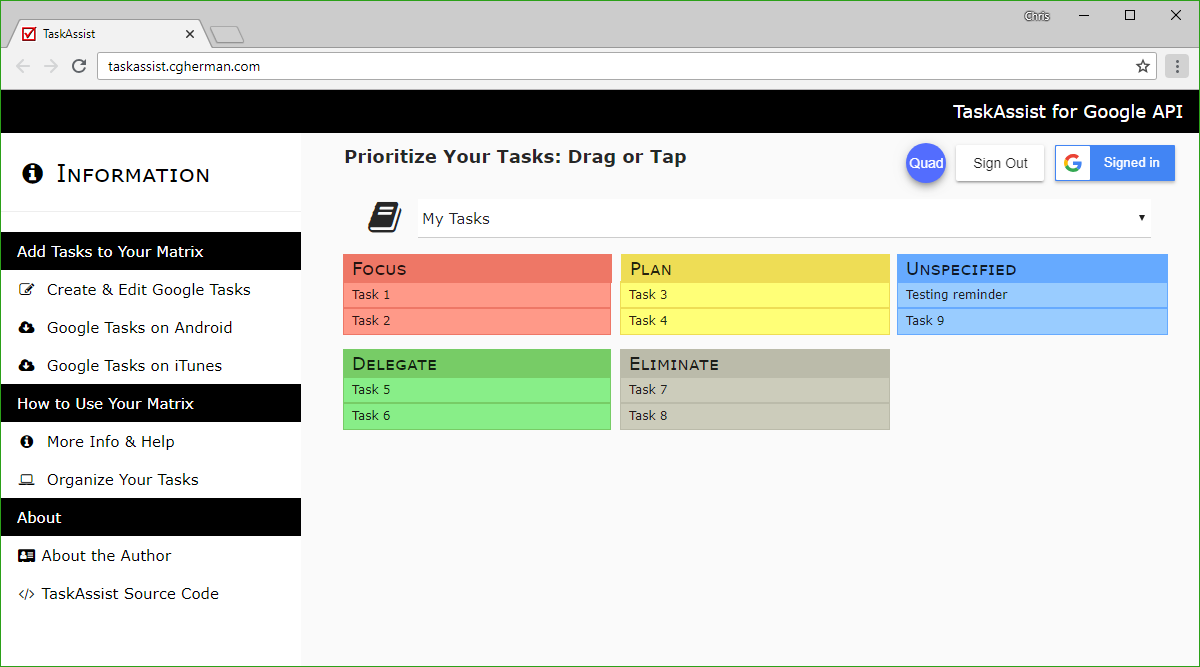 Chris
TaskAssist
taskassist.cgherman.com
TaskAssist for Google API
Information
Add Tasks to Your Matrix
Create & Edit Google Tasks
Google Tasks on Android
Google Tasks on iTunes
How to Use Your Matrix
More Info & Help
Organize Your Tasks
About
About the Author
TaskAssist Source Code
Prioritize Your Tasks: Drag or Tap
Quad
Sign Out
Signed in
My Tasks
Focus
Task 1
Task 2
Plan
Task 3
Task 4
Unspecified
Testing reminder
Task 9
Delegate
Task 5
Task 6
Eliminate
Task 7
Task 8